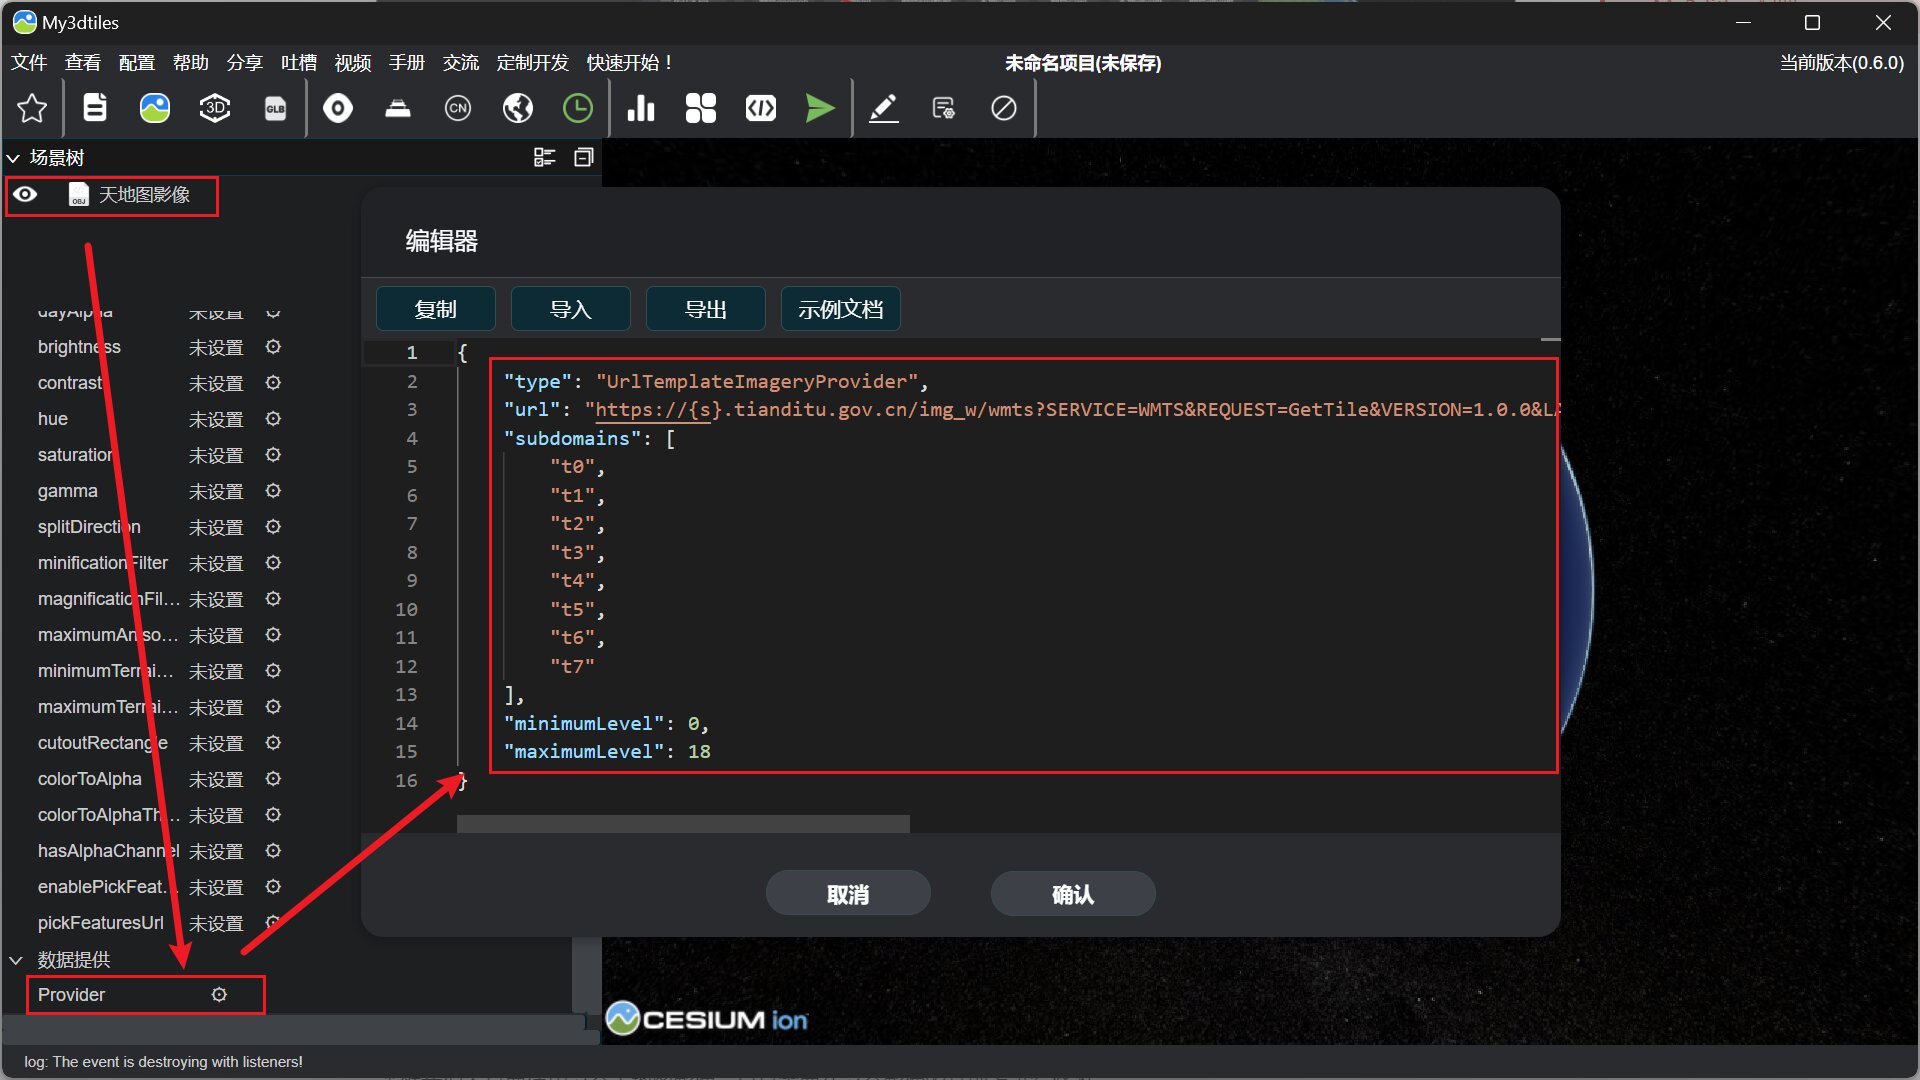 My3dtiles
文件 查看 配置 帮助 分享 吐槽 视频 手册 交流 定制开发 快速开始！ 未命名项目(未保存) 当前版本(0.6.0)
3D GLB CN
场景树
OBJ 天地图影像
编辑器
复制 导入 导出 示例文档
dayAlpha 未设置
brightness 未设置
contrast 未设置
hue 未设置
saturation 未设置
gamma 未设置
splitDirection 未设置
minificationFilter 未设置
magnificationFil... 未设置
maximumAniso... 未设置
minimumTerrai... 未设置
maximumTerrai... 未设置
cutoutRectangle 未设置
colorToAlpha 未设置
colorToAlphaTh... 未设置
hasAlphaChannel 未设置
enablePickFeat... 未设置
pickFeaturesUrl 未设置
数据提供
Provider
1 {
2 "type": "UrlTemplateImageryProvider",
3 "url": "https://{s}.tianditu.gov.cn/img_w/wmts?SERVICE=WMTS&REQUEST=GetTile&VERSION=1.0.0&LA
4 "subdomains": [
5 "t0",
6 "t1",
7 "t2",
8 "t3",
9 "t4",
10 "t5",
11 "t6",
12 "t7"
13 ],
14 "minimumLevel": 0,
15 "maximumLevel": 18
16 }
取消 确认
CESIUM ion
log: The event is destroying with listeners!